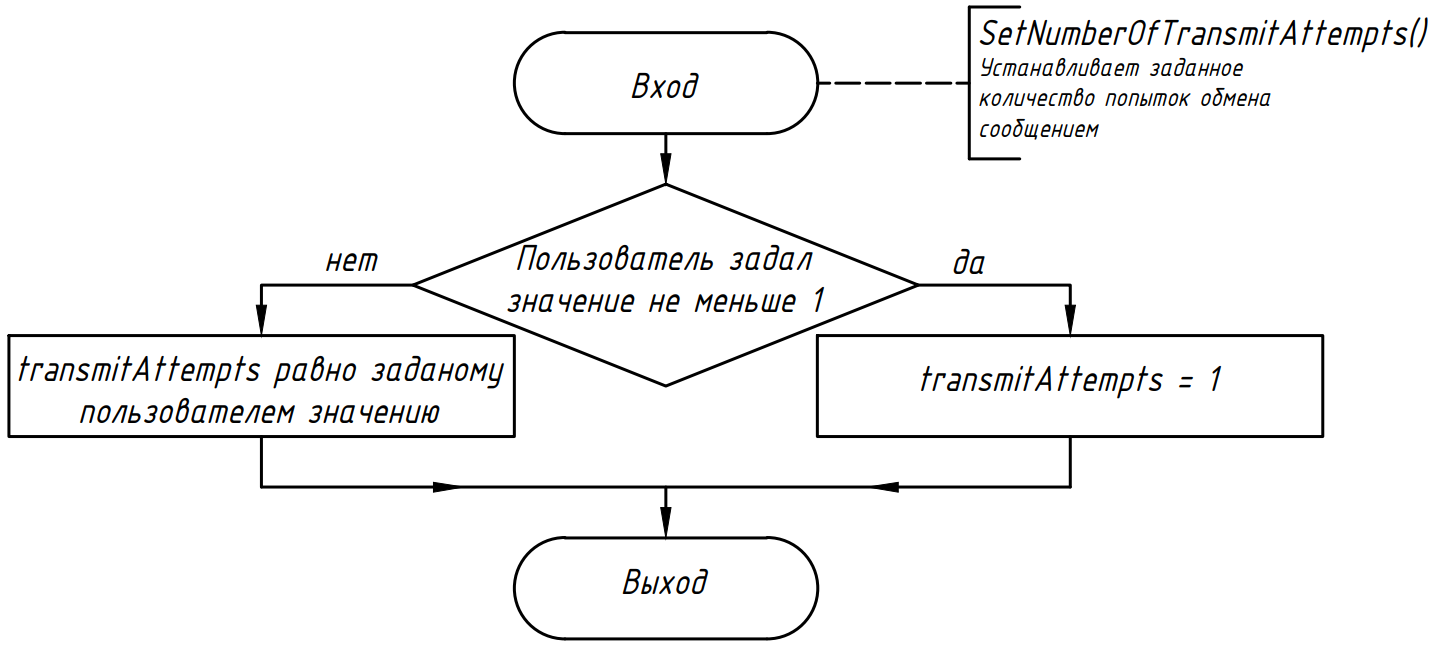 Вход
SetNumberOfTransmitAttempts()
Устанавливает заданное
количество попыток обмена
сообщением
Пользователь задал
значение не меньше 1
нет
да
transmitAttempts равно заданому
пользователем значению
transmitAttempts = 1
Выход